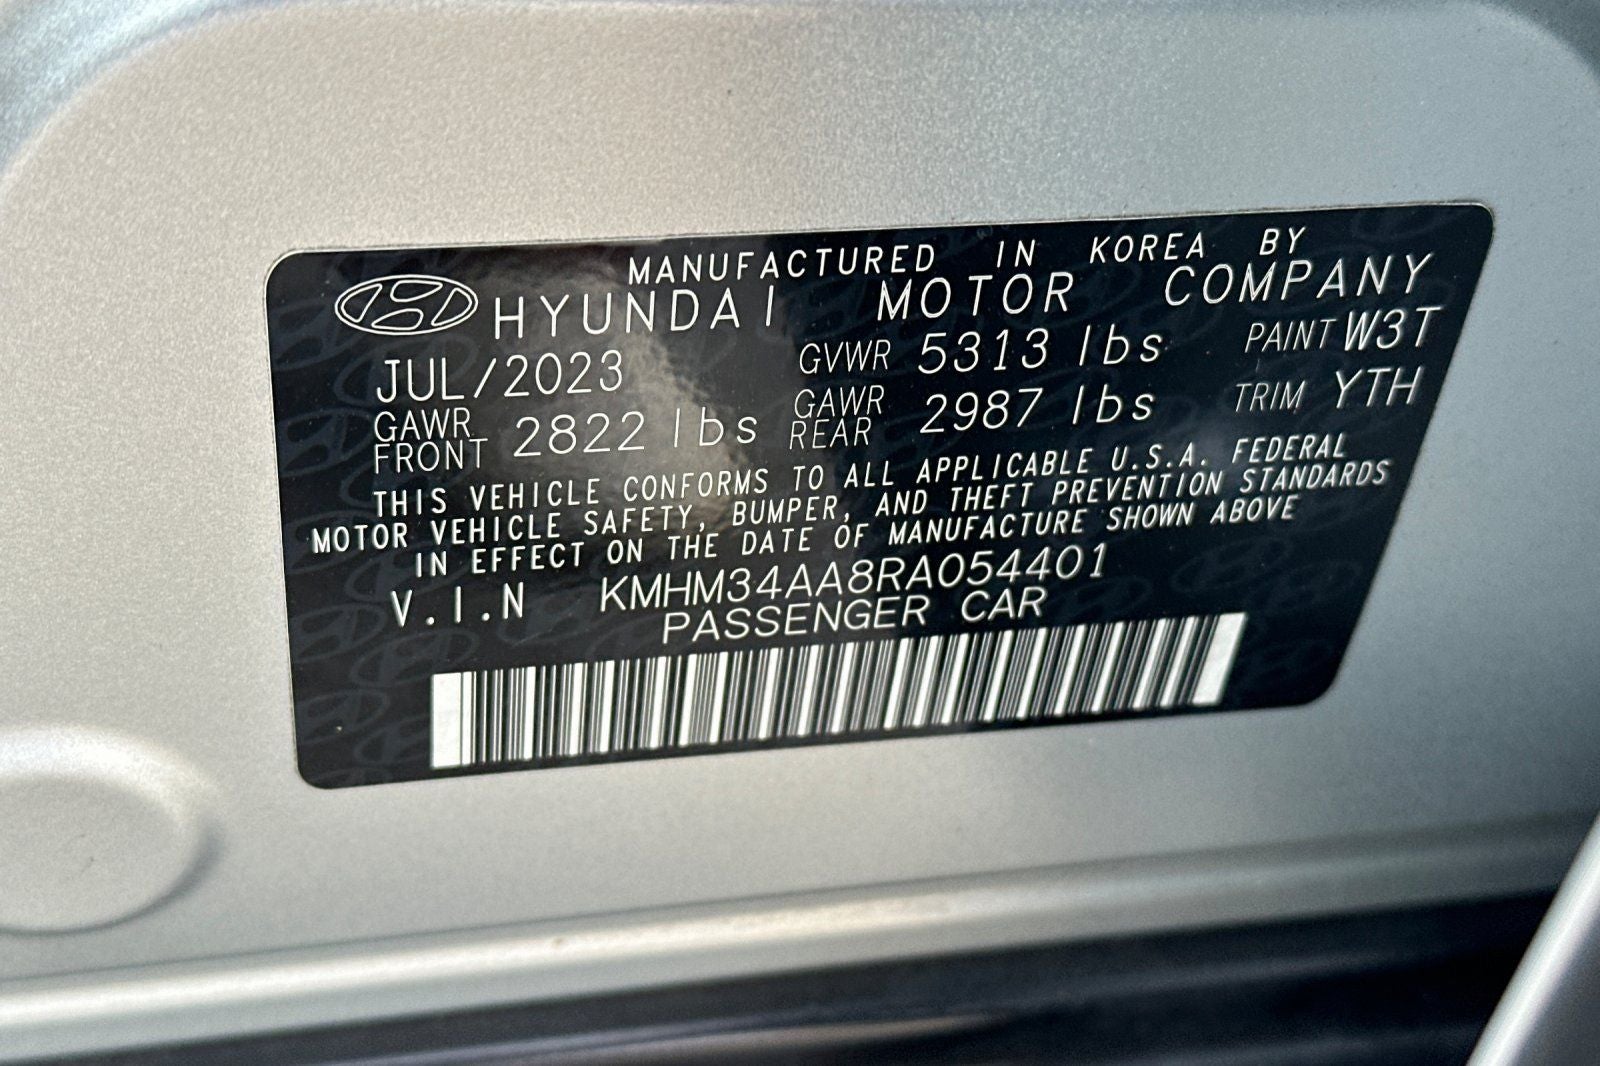 MANUFACTURED IN KOREA BY
HYUNDAI MOTOR COMPANY
JUL/2023 GVWR 5313 lbs PAINT W3T
GAWR FRONT 2822 lbs GAWR REAR 2987 lbs TRIM YTH
THIS VEHICLE CONFORMS TO ALL APPLICABLE U.S.A. FEDERAL
MOTOR VEHICLE SAFETY, BUMPER, AND THEFT PREVENTION STANDARDS
IN EFFECT ON THE DATE OF MANUFACTURE SHOWN ABOVE
V.I.N KMHM34AA8RA054401
PASSENGER CAR